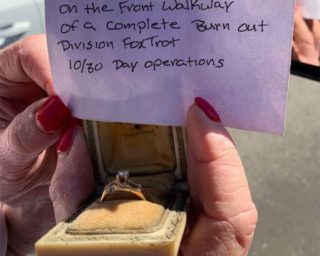 on the Front Walkway
of a Complete Burn out
Division FoxTrot
10/30 Day operations